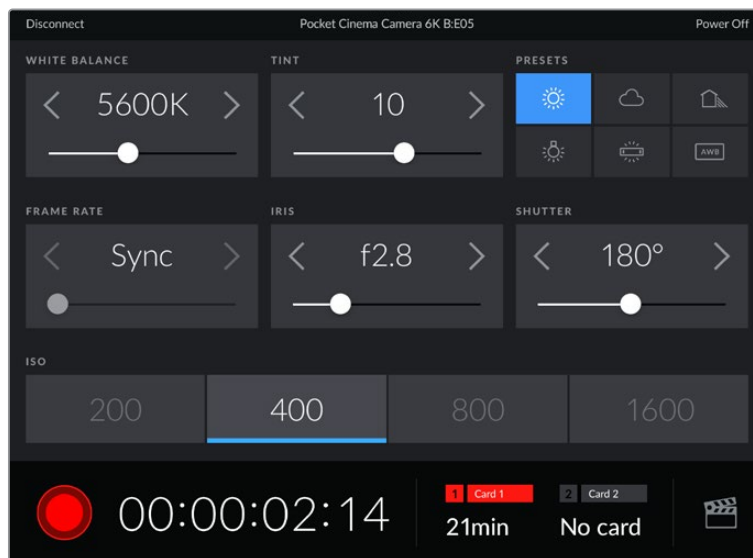 Disconnect Pocket Cinema Camera 6K B:E05 Power Off
WHITE BALANCE TINT PRESETS
5600K 10
AWB
FRAME RATE IRIS SHUTTER
Sync f2.8 180°
ISO
200 400 800 1600
1 Card 1 2 Card 2
00:00:02:14 21min No card